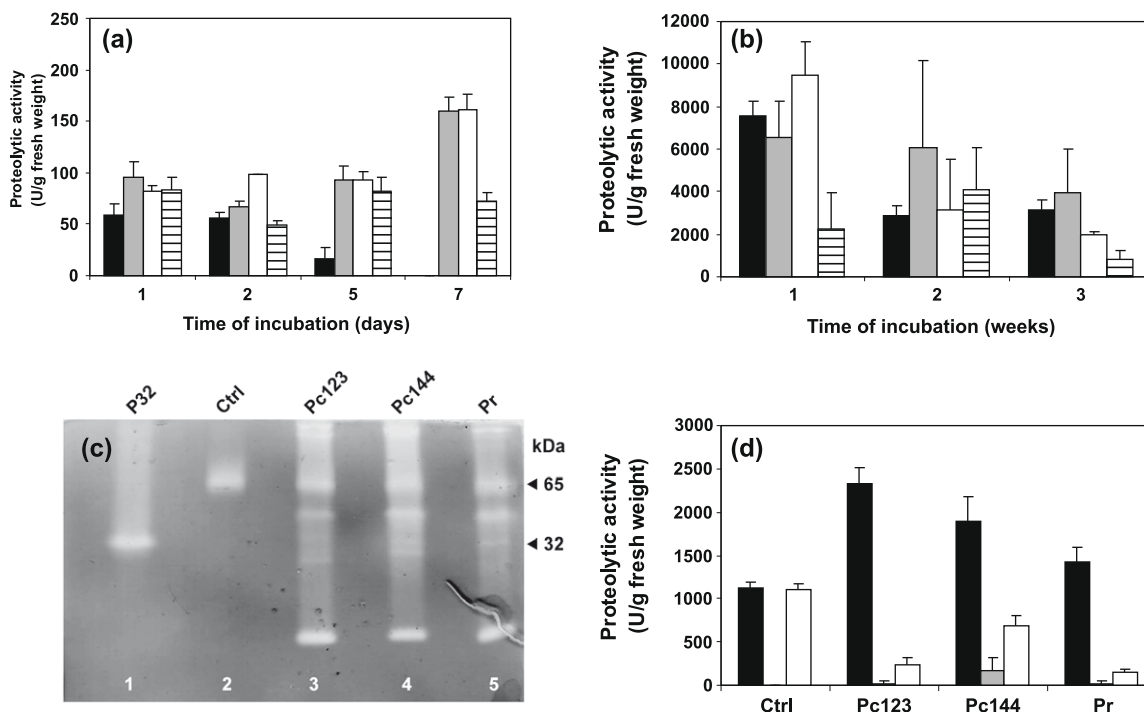 (a)
Proteolytic activity
(U/g fresh weight)
250
200
150
100
50
0
1 2 5 7
Time of incubation (days)
(b)
Proteolytic activity
(U/g fresh weight)
12000
10000
8000
6000
4000
2000
0
1 2 3
Time of incubation (weeks)
P32 Ctrl Pc123 Pc144 Pr
(c)
kDa
65
32
1 2 3 4 5
(d)
Proteolytic activity
(U/g fresh weight)
3000
2500
2000
1500
1000
500
0
Ctrl Pc123 Pc144 Pr